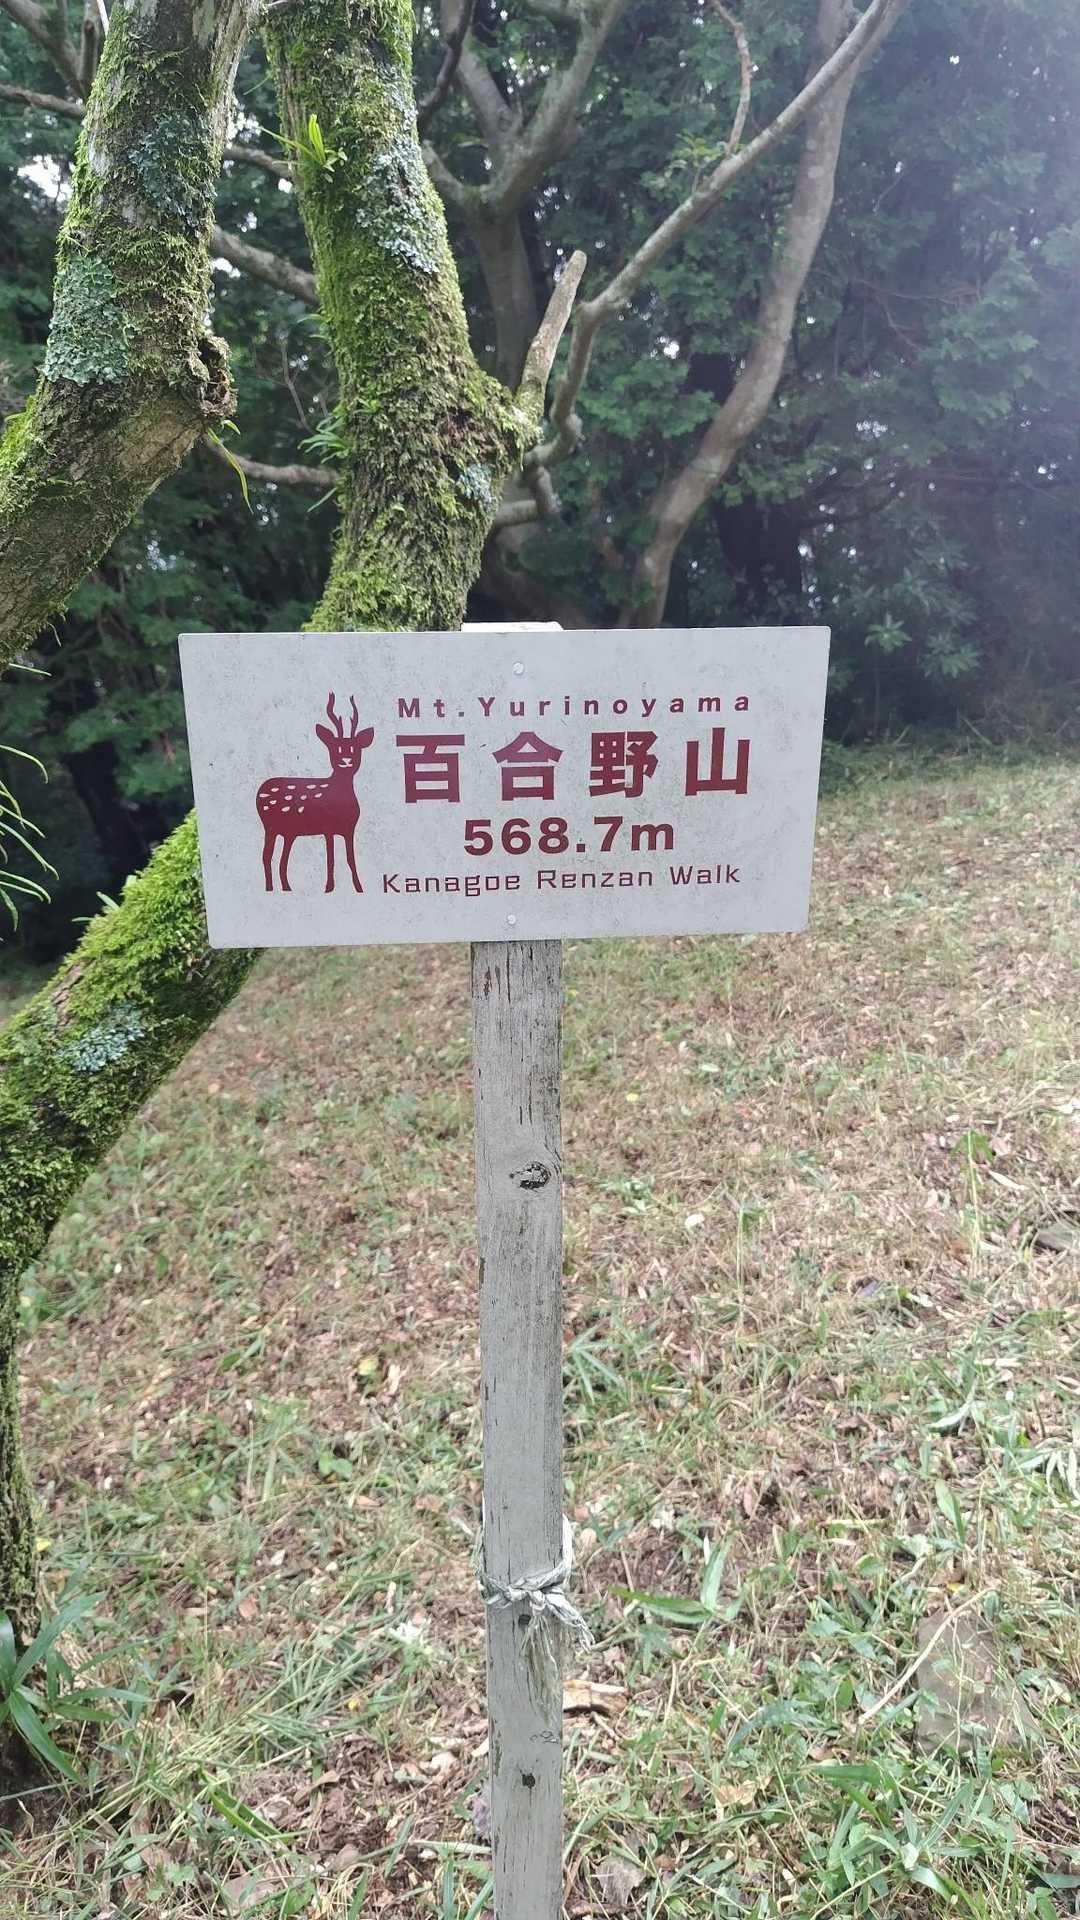 Mt.Yurinoyama
百合野山
568.7m
Kanagoe Renzan Walk